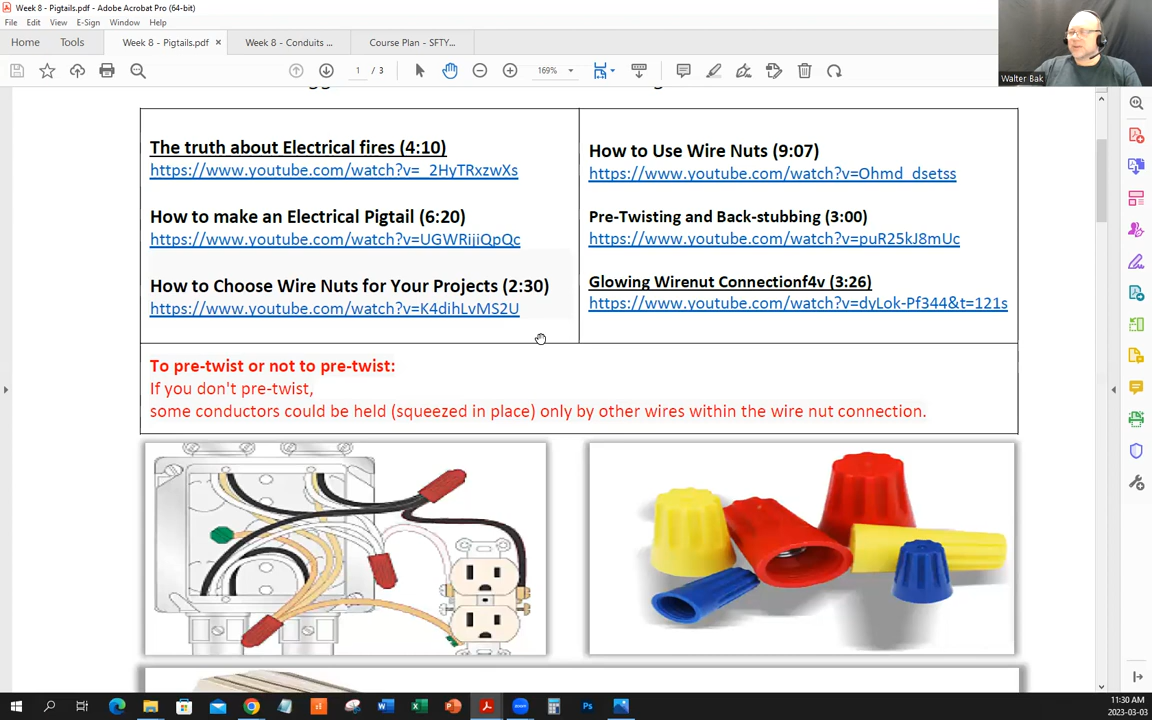 Week 8 - Pigtails.pdf - Adobe Acrobat Pro (64-bit)
File Edit View E-Sign Window Help
Home Tools Week 8 - Pigtails.pdf × Week 8 - Conduits ... Course Plan - SFTY...
1 / 3 169%
Walter Bak
The truth about Electrical fires (4:10)
https://www.youtube.com/watch?v=_2HyTRxzwXs
How to make an Electrical Pigtail (6:20)
https://www.youtube.com/watch?v=UGWRijiQpQc
How to Choose Wire Nuts for Your Projects (2:30)
https://www.youtube.com/watch?v=K4dihLvMS2U
How to Use Wire Nuts (9:07)
https://www.youtube.com/watch?v=Ohmd_dsetss
Pre-Twisting and Back-stubbing (3:00)
https://www.youtube.com/watch?v=puR25kJ8mUc
Glowing Wirenut Connectionf4v (3:26)
https://www.youtube.com/watch?v=dyLok-Pf344&t=121s
To pre-twist or not to pre-twist:
If you don't pre-twist,
some conductors could be held (squeezed in place) only by other wires within the wire nut connection.
11:30 AM
2023-03-03